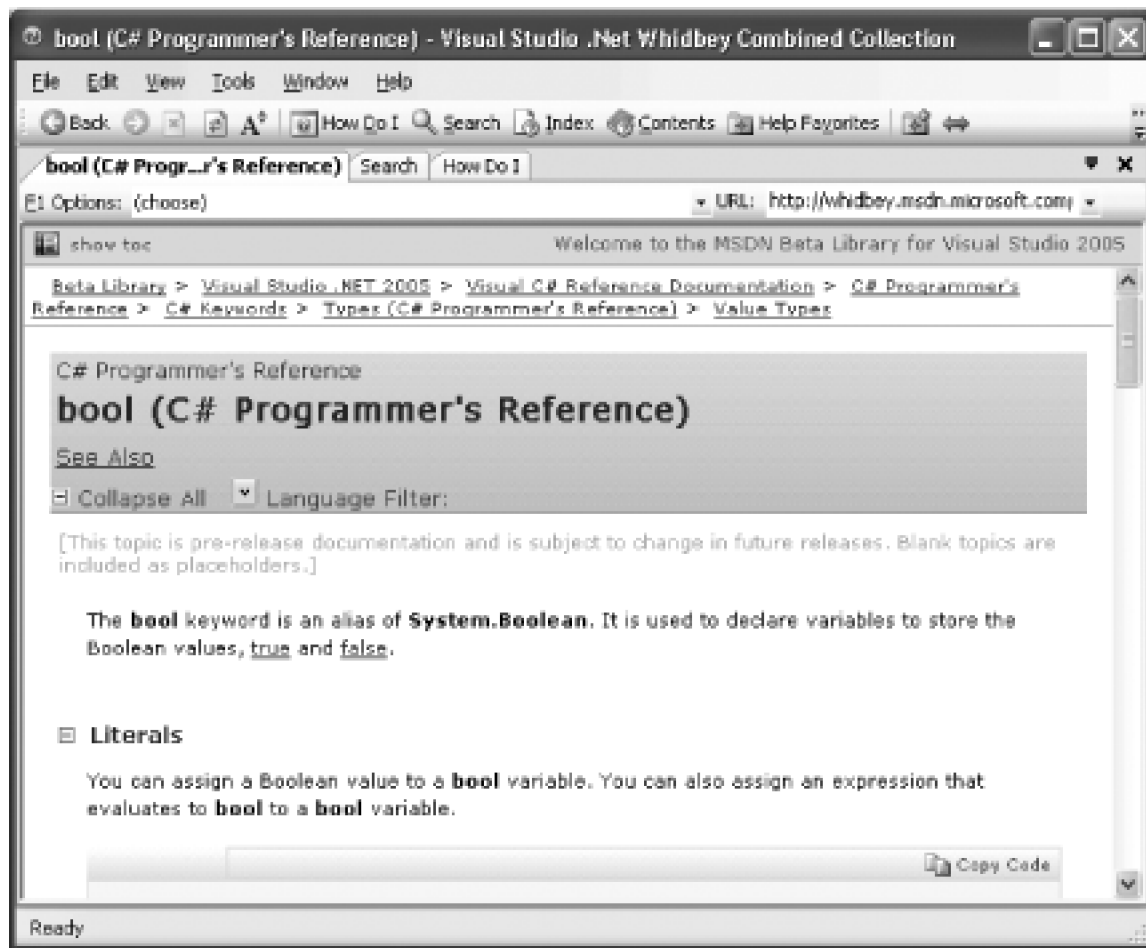 bool (C# Programmer's Reference) - Visual Studio .Net Whidbey Combined Collection
File Edit View Tools Window Help
Back A How Do I Search Index Contents Help Favorites
bool (C# Progr...r's Reference) Search How Do I
F1 Options: (choose) URL: http://whidbey.msdn.microsoft.com/
show toc Welcome to the MSDN Beta Library for Visual Studio 2005
Beta Library > Visual Studio .NET 2005 > Visual C# Reference Documentation > C# Programmer's
Reference > C# Keywords > Types (C# Programmer's Reference) > Value Types
C# Programmer's Reference
bool (C# Programmer's Reference)
See Also
Collapse All Language Filter:
[This topic is pre-release documentation and is subject to change in future releases. Blank topics are
included as placeholders.]
The bool keyword is an alias of System.Boolean. It is used to declare variables to store the
Boolean values, true and false.
Literals
You can assign a Boolean value to a bool variable. You can also assign an expression that
evaluates to bool to a bool variable.
Copy Code
Ready